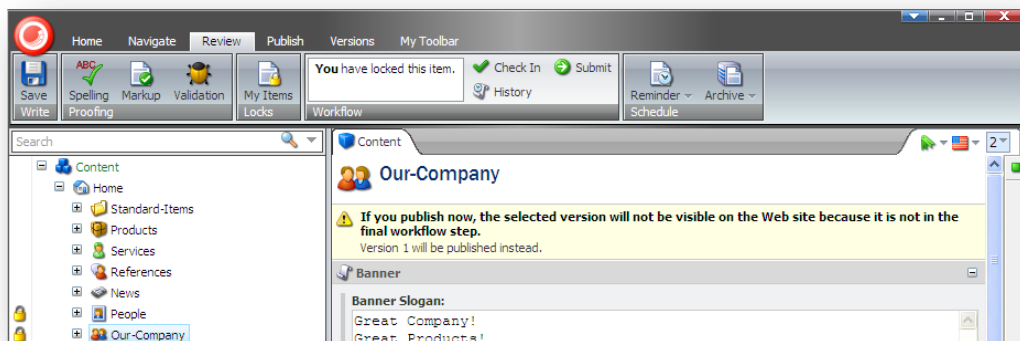 Home Navigate Review Publish Versions My Toolbar
ABC
You have locked this item. Check In Submit
History
Save Spelling Markup Validation My Items Reminder Archive
Write Proofing Locks Workflow Schedule
Search
Content
Home
Standard-Items
Products
Services
References
News
People
Our-Company
Content 2
Our-Company
If you publish now, the selected version will not be visible on the Web site because it is not in the
final workflow step.
Version 1 will be published instead.
Banner
Banner Slogan:
Great Company!
Great Products!